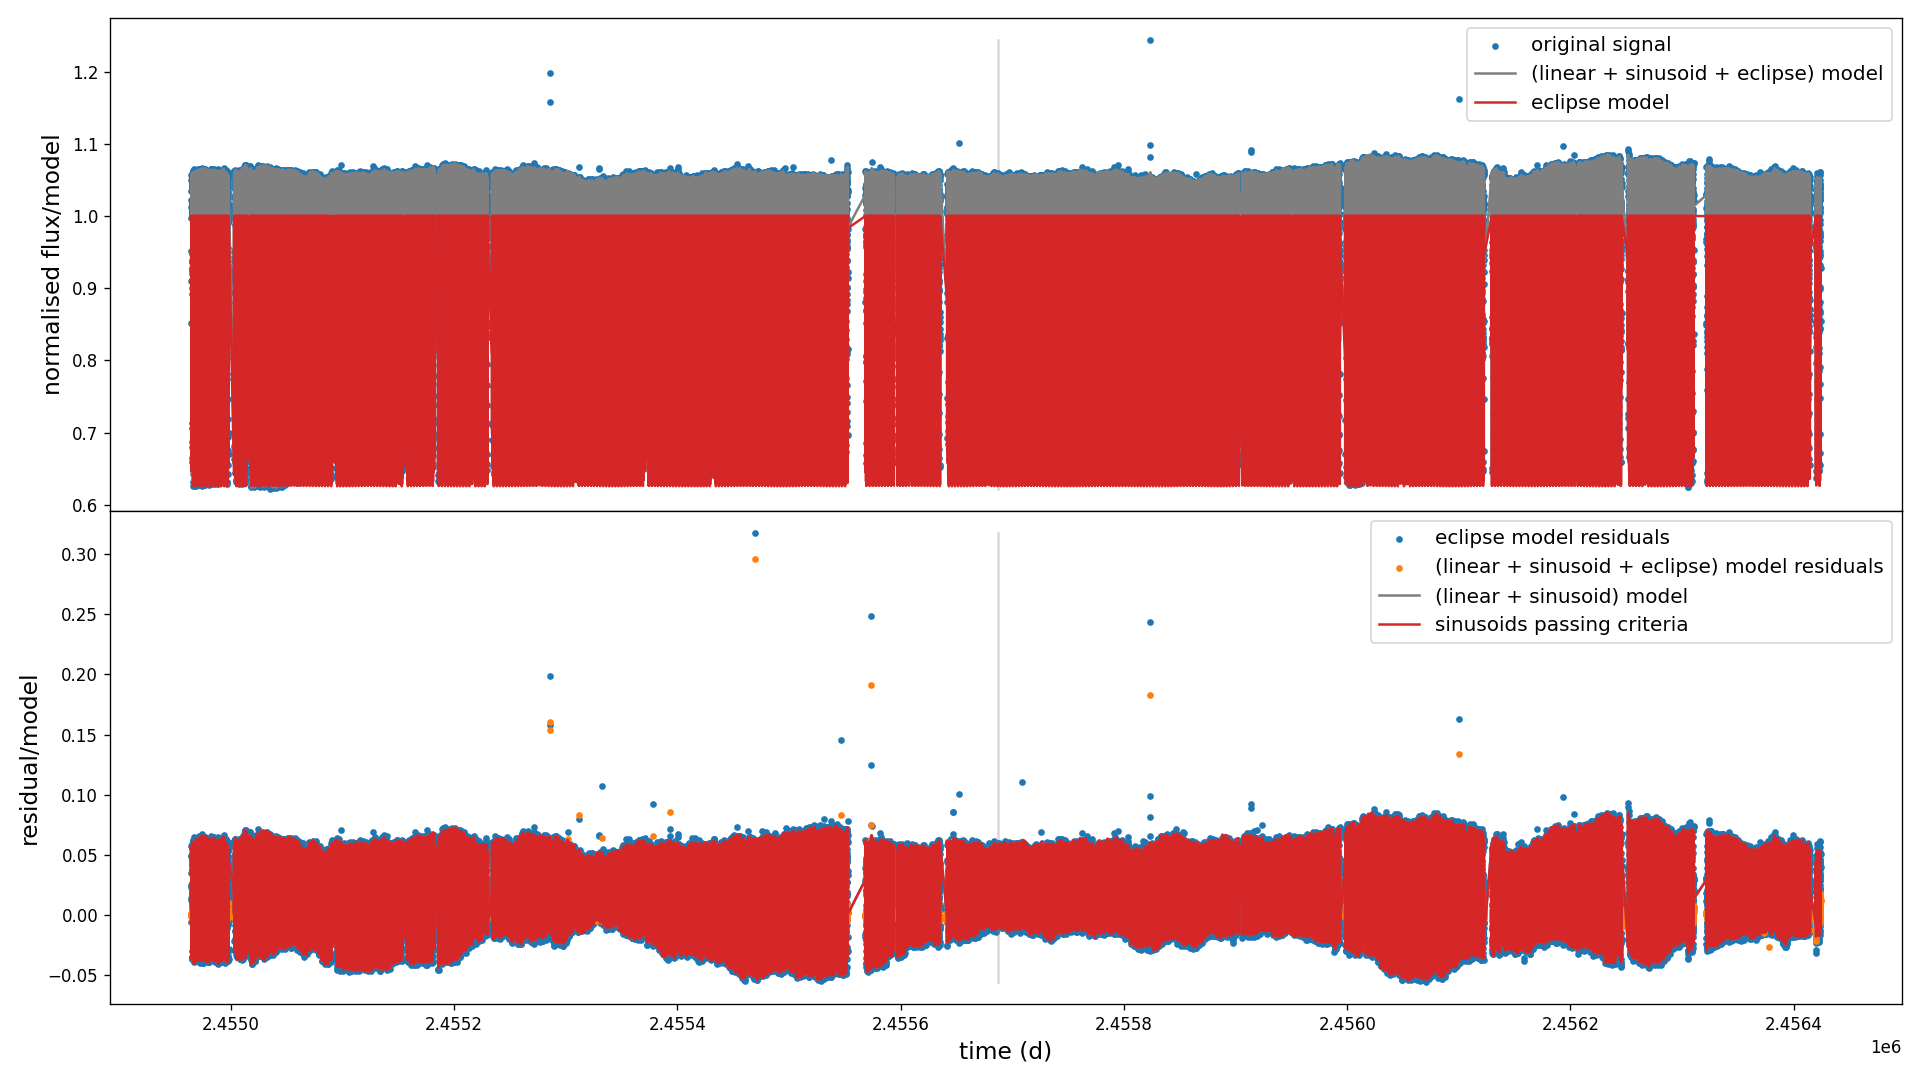 original signal
(linear + sinusoid + eclipse) model
eclipse model
normalised flux/model
1.2
1.1
1.0
0.9
0.8
0.7
0.6
eclipse model residuals
(linear + sinusoid + eclipse) model residuals
(linear + sinusoid) model
sinusoids passing criteria
residual/model
0.30
0.25
0.20
0.15
0.10
0.05
0.00
−0.05
2.4550 2.4552 2.4554 2.4556 2.4558 2.4560 2.4562 2.4564
1e6
time (d)